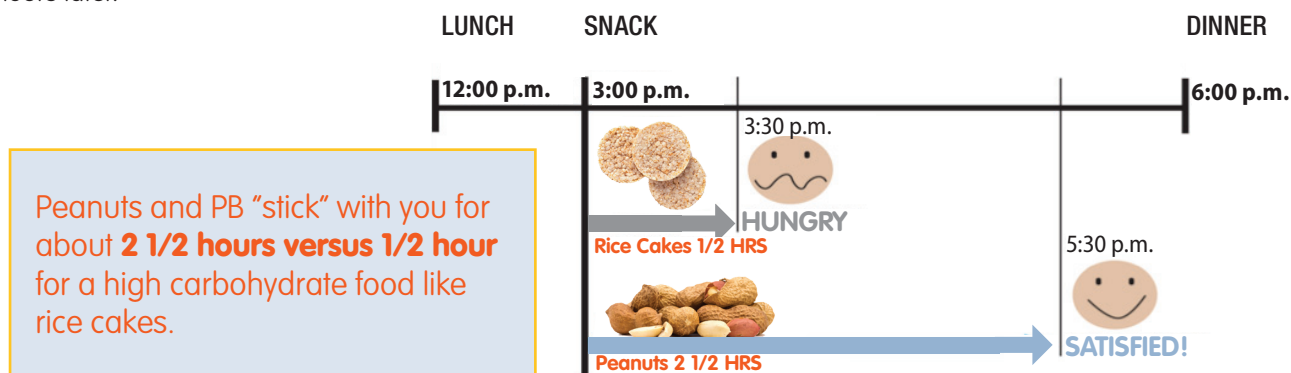 LUNCH SNACK DINNER
12:00 p.m. 3:00 p.m. 6:00 p.m.
3:30 p.m.
HUNGRY
Rice Cakes 1/2 HRS
Peanuts and PB "stick" with you for
about 2 1/2 hours versus 1/2 hour
for a high carbohydrate food like
rice cakes.
5:30 p.m.
SATISFIED!
Peanuts 2 1/2 HRS